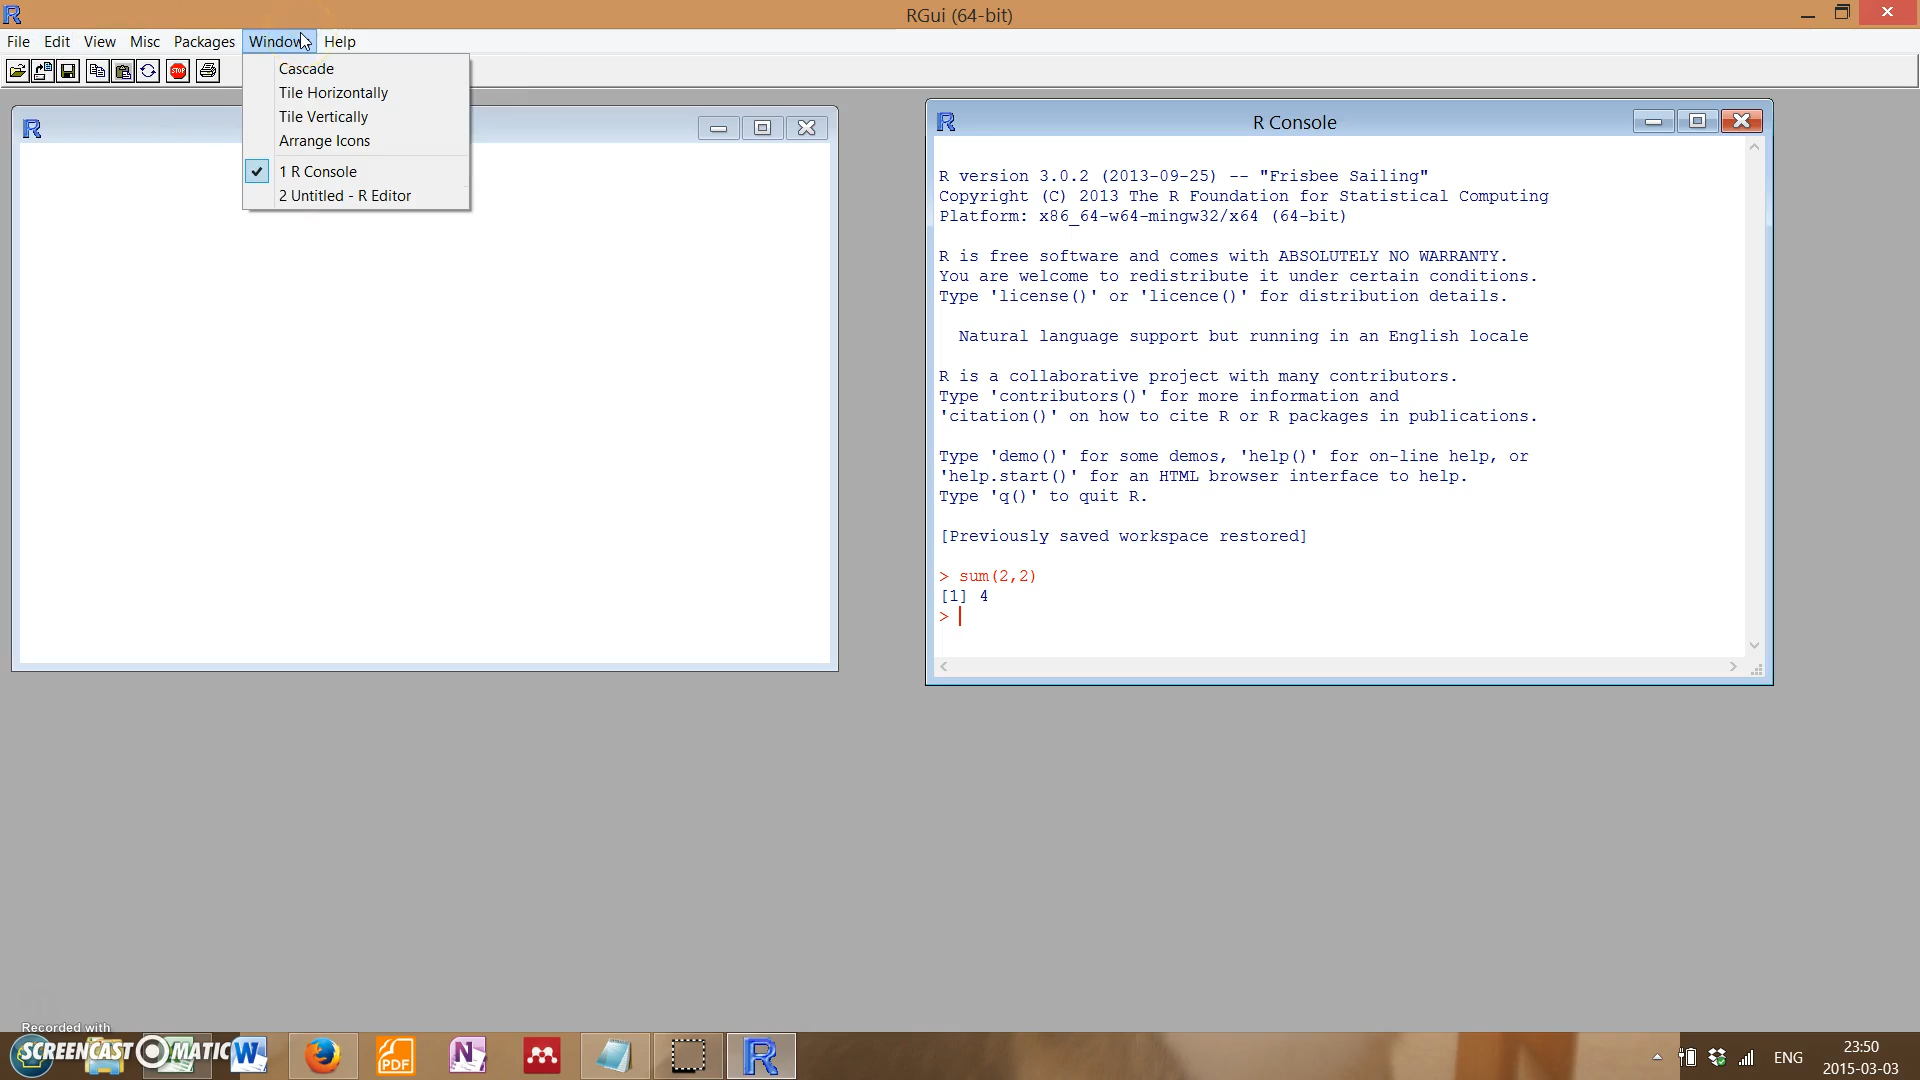 RGui (64-bit)
File Edit View Misc Packages Windows Help
STOP
Cascade
Tile Horizontally
Tile Vertically
Arrange Icons
1 R Console
2 Untitled - R Editor
R Console
R version 3.0.2 (2013-09-25) -- "Frisbee Sailing"
Copyright (C) 2013 The R Foundation for Statistical Computing
Platform: x86_64-w64-mingw32/x64 (64-bit)
R is free software and comes with ABSOLUTELY NO WARRANTY.
You are welcome to redistribute it under certain conditions.
Type 'license()' or 'licence()' for distribution details.
Natural language support but running in an English locale
R is a collaborative project with many contributors.
Type 'contributors()' for more information and
'citation()' on how to cite R or R packages in publications.
Type 'demo()' for some demos, 'help()' for on-line help, or
'help.start()' for an HTML browser interface to help.
Type 'q()' to quit R.
[Previously saved workspace restored]
> sum(2,2)
[1] 4
>
Recorded with
SCREENCAST MATIC
PDF
ENG
23:50
2015-03-03